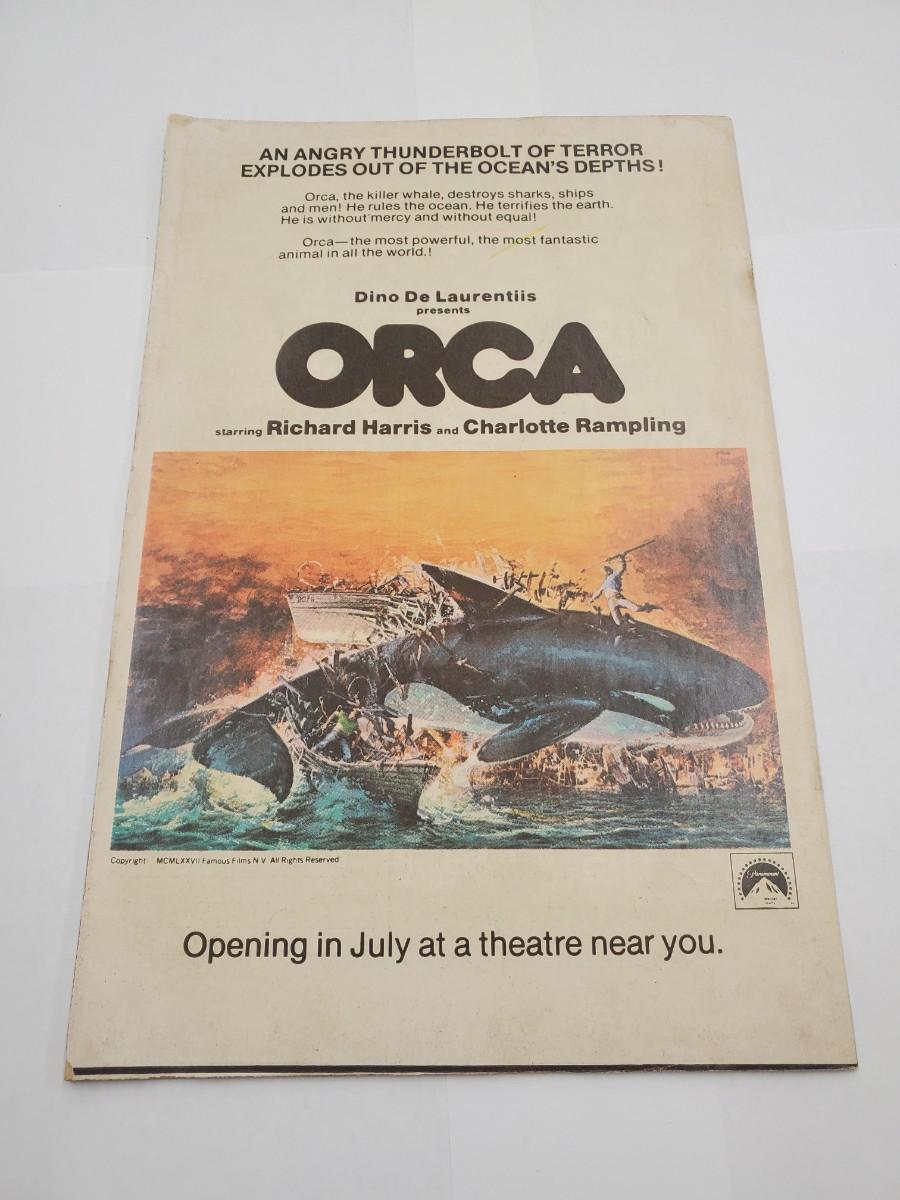 AN ANGRY THUNDERBOLT OF TERROR
EXPLODES OUT OF THE OCEAN'S DEPTHS!
Orca, the killer whale, destroys sharks, ships
and men! He rules the ocean. He terrifies the earth.
He is without mercy and without equal!
Orca—the most powerful, the most fantastic
animal in all the world.!
Dino De Laurentiis
presents
ORCA
starring Richard Harris and Charlotte Rampling
Copyright MCMLXXVII Famous Films N V All Rights Reserved
Paramount
Opening in July at a theatre near you.